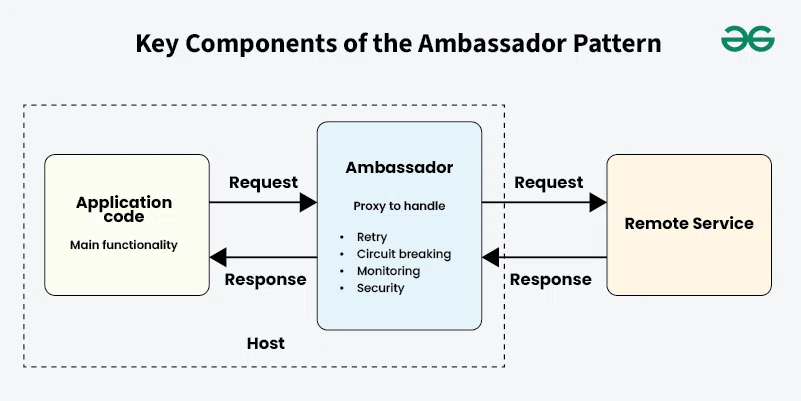 Key Components of the Ambassador Pattern
Application
code
Main functionality
Request
Response
Ambassador
Proxy to handle
• Retry
• Circuit breaking
• Monitoring
• Security
Request
Response
Remote Service
Host